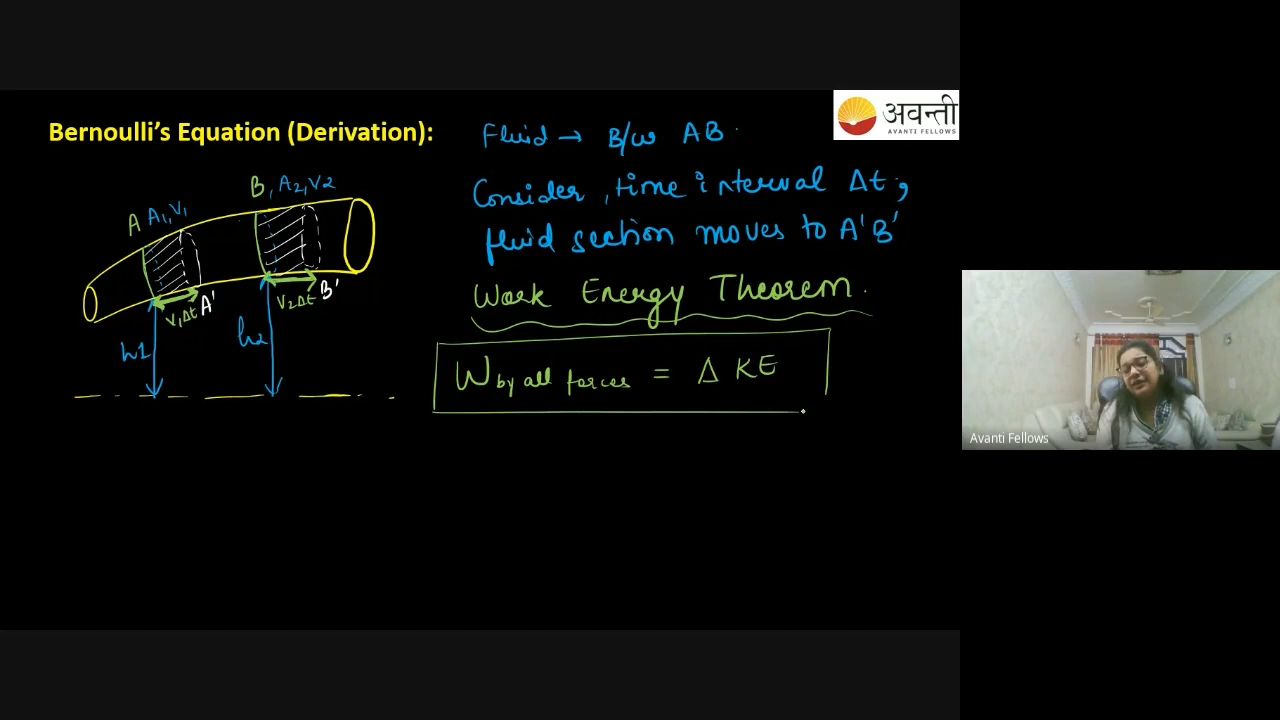 Bernoulli's Equation (Derivation):
अवन्ती
AVANTI FELLOWS
Fluid → B/w AB
Consider, time interval Δt,
fluid section moves to A'B'
Work Energy Theorem.
W by all forces = Δ KE
A A1, V1
B, A2, V2
V1Δt A'
V2Δt B'
h1
h2
Avanti Fellows